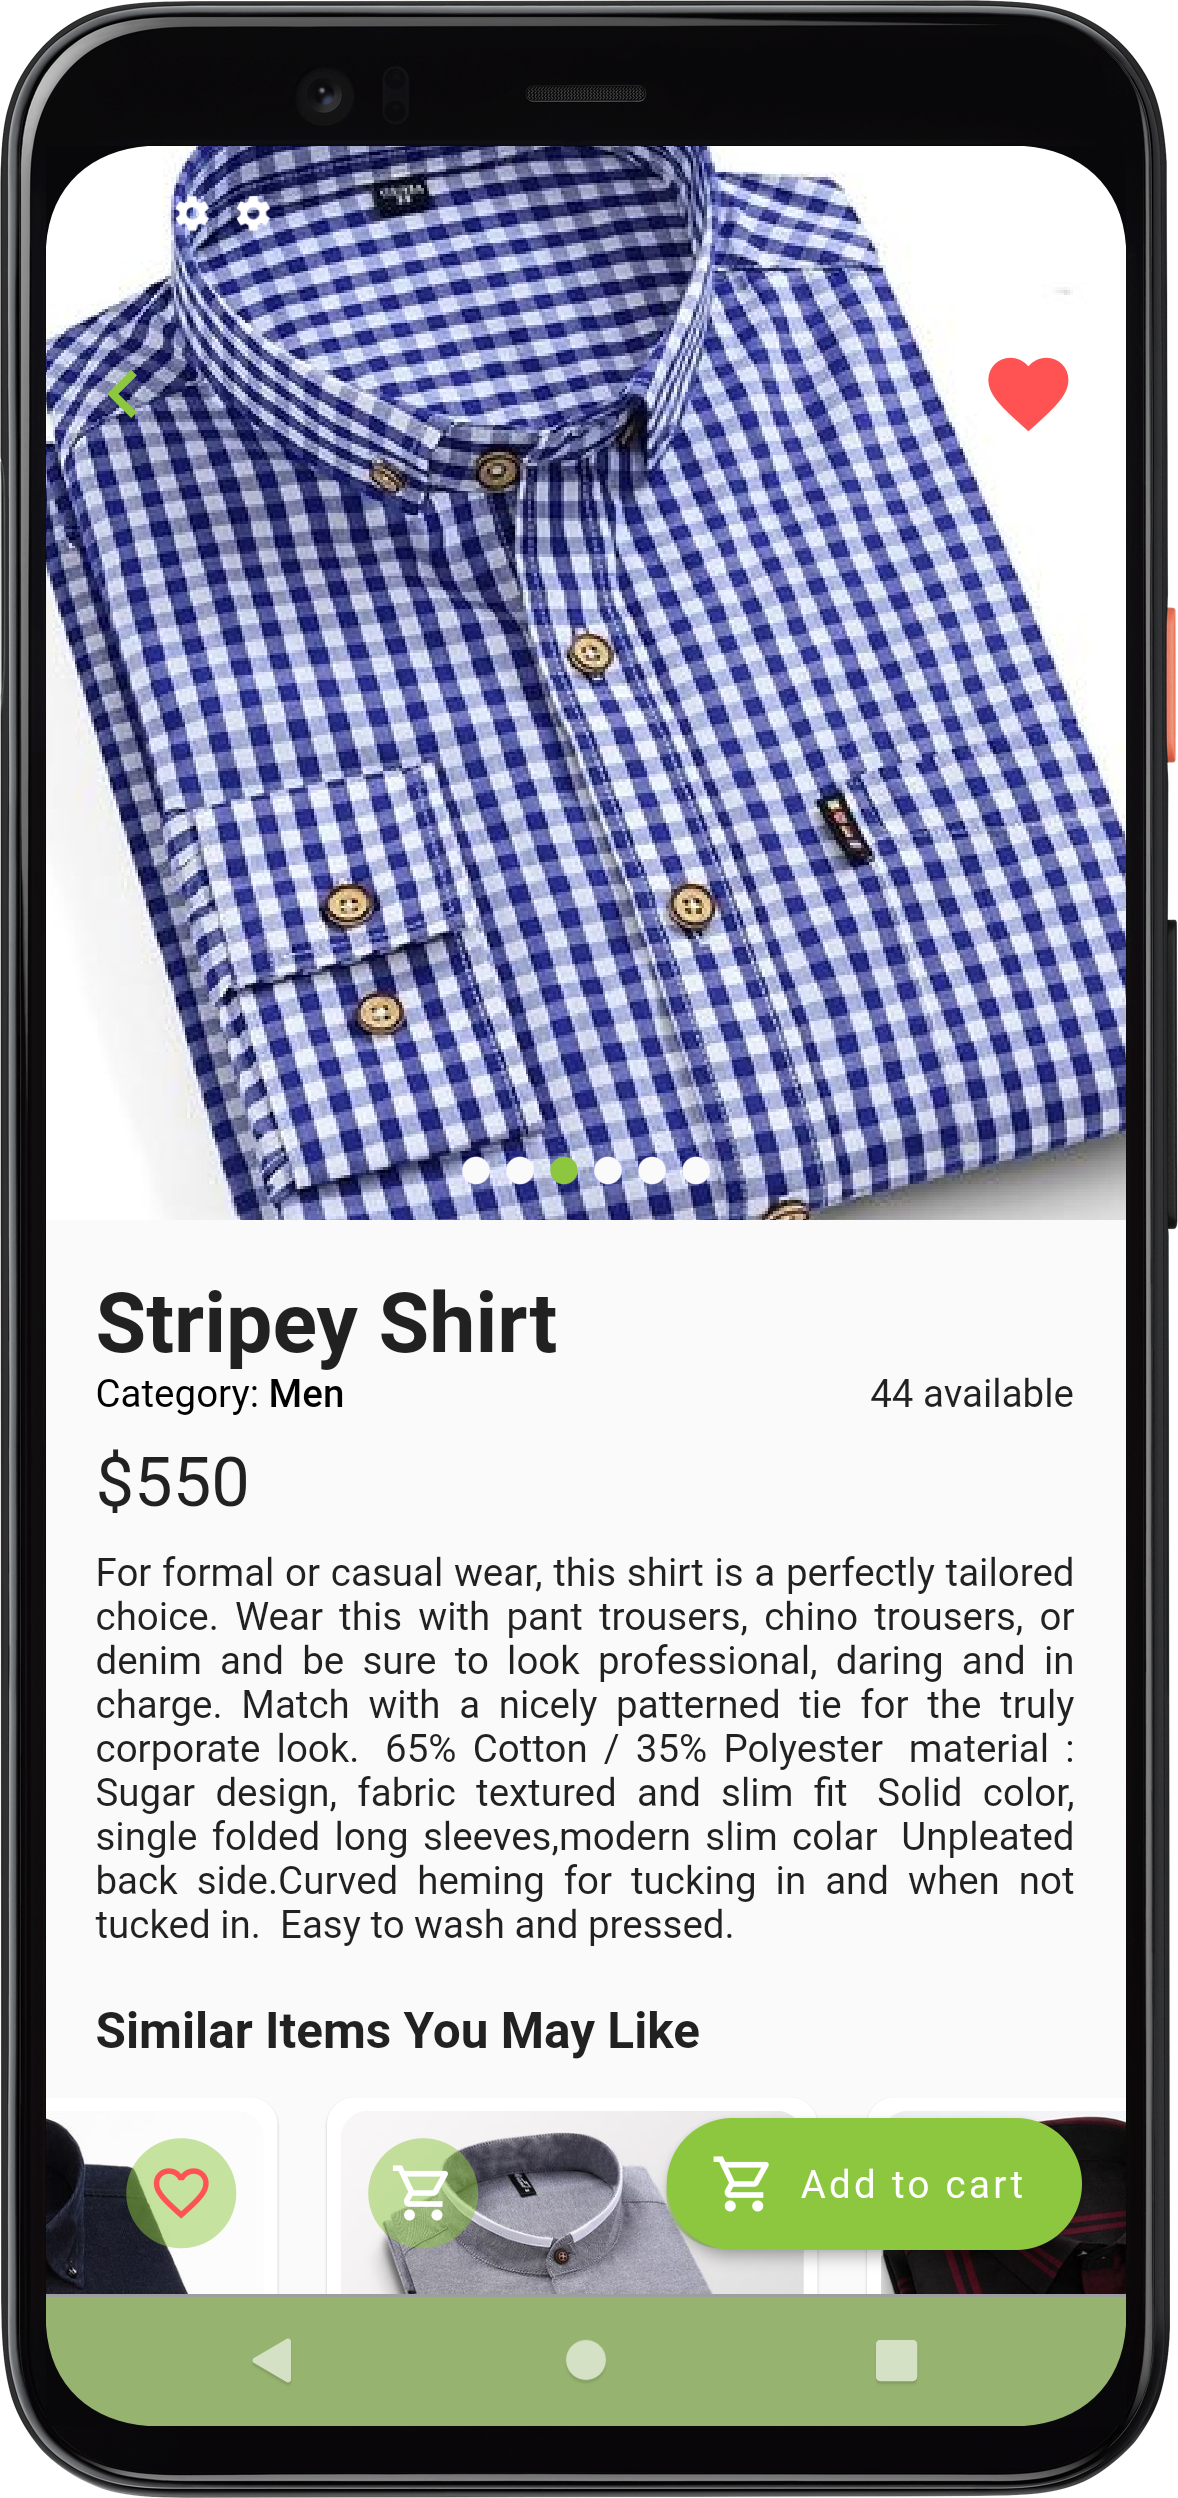 Stripey Shirt
Category: Men
44 available
$550
For formal or casual wear, this shirt is a perfectly tailored
choice. Wear this with pant trousers, chino trousers, or
denim and be sure to look professional, daring and in
charge. Match with a nicely patterned tie for the truly
corporate look.  65% Cotton / 35% Polyester  material :
Sugar design, fabric textured and slim fit  Solid color,
single folded long sleeves,modern slim colar  Unpleated
back side.Curved heming for tucking in and when not
tucked in.  Easy to wash and pressed.
Similar Items You May Like
Add to cart